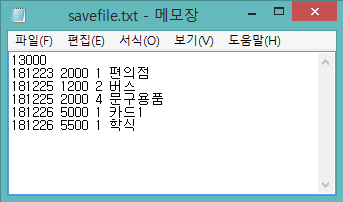 savefile.txt - 메모장
파일(F) 편집(E) 서식(O) 보기(V) 도움말(H)
13000
181223 2000 1 편의점
181225 1200 2 버스
181225 2000 4 문구용품
181226 5000 1 카드1
181226 5500 1 학식